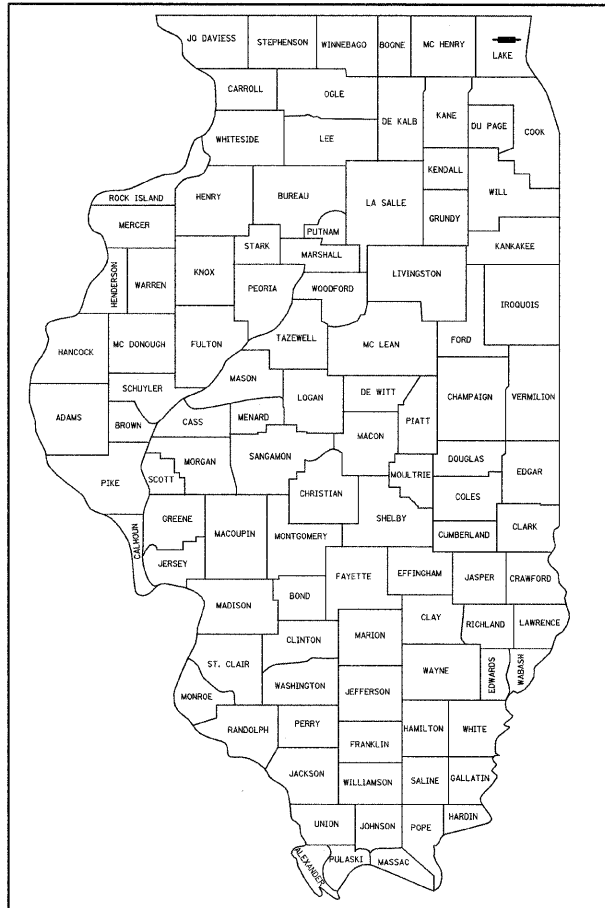 JO DAVIESS
STEPHENSON
WINNEBAGO
BOONE
MC HENRY
LAKE
CARROLL
OGLE
DE KALB
KANE
DU PAGE
COOK
WHITESIDE
LEE
KENDALL
WILL
ROCK ISLAND
HENRY
BUREAU
LA SALLE
GRUNDY
MERCER
PUTNAM
STARK
MARSHALL
KANKAKEE
HENDERSON
WARREN
KNOX
PEORIA
WOODFORD
LIVINGSTON
IROQUOIS
HANCOCK
MC DONOUGH
FULTON
TAZEWELL
MC LEAN
FORD
SCHUYLER
MASON
LOGAN
DE WITT
CHAMPAIGN
VERMILION
ADAMS
BROWN
CASS
MENARD
PIATT
MACON
PIKE
SCOTT
MORGAN
SANGAMON
CHRISTIAN
MOULTRIE
DOUGLAS
EDGAR
COLES
CALHOUN
GREENE
MACOUPIN
MONTGOMERY
SHELBY
CUMBERLAND
CLARK
JERSEY
FAYETTE
EFFINGHAM
JASPER
CRAWFORD
MADISON
BOND
CLINTON
MARION
CLAY
RICHLAND
LAWRENCE
ST. CLAIR
WASHINGTON
JEFFERSON
WAYNE
EDWARDS
WABASH
MONROE
RANDOLPH
PERRY
FRANKLIN
HAMILTON
WHITE
JACKSON
WILLIAMSON
SALINE
GALLATIN
UNION
JOHNSON
POPE
HARDIN
ALEXANDER
PULASKI
MASSAC